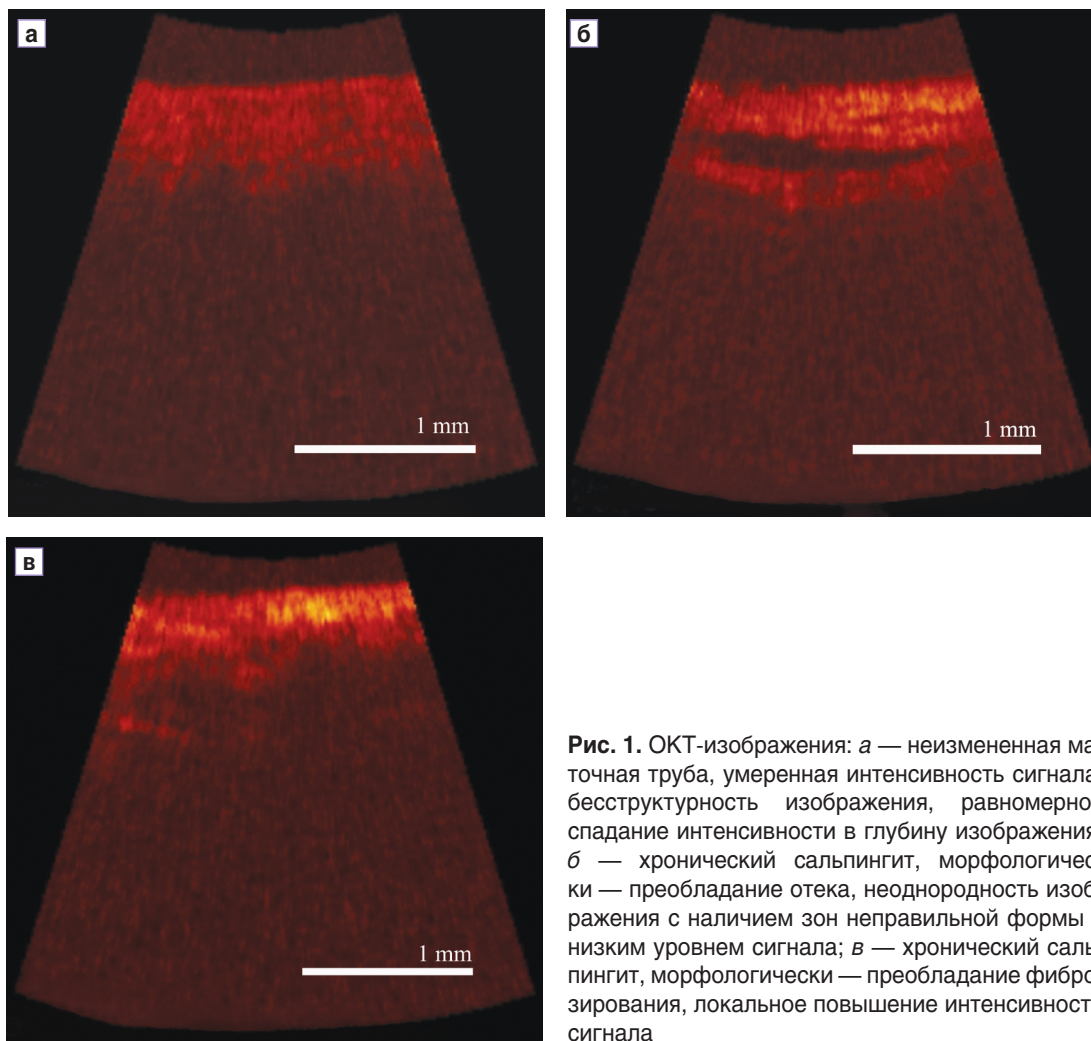 а
б
1 mm
1 mm
в
1 mm
Рис. 1. ОКТ-изображения: а — неизмененная ма
точная труба, умеренная интенсивность сигнала
бесструктурность изображения, равномерно
спадание интенсивности в глубину изображения
б — хронический сальпингит, морфологичес
ки — преобладание отека, неоднородность изоб
ражения с наличием зон неправильной формы
низким уровнем сигнала; в — хронический саль
пингит, морфологически — преобладание фибро
зирования, локальное повышение интенсивност
сигнала